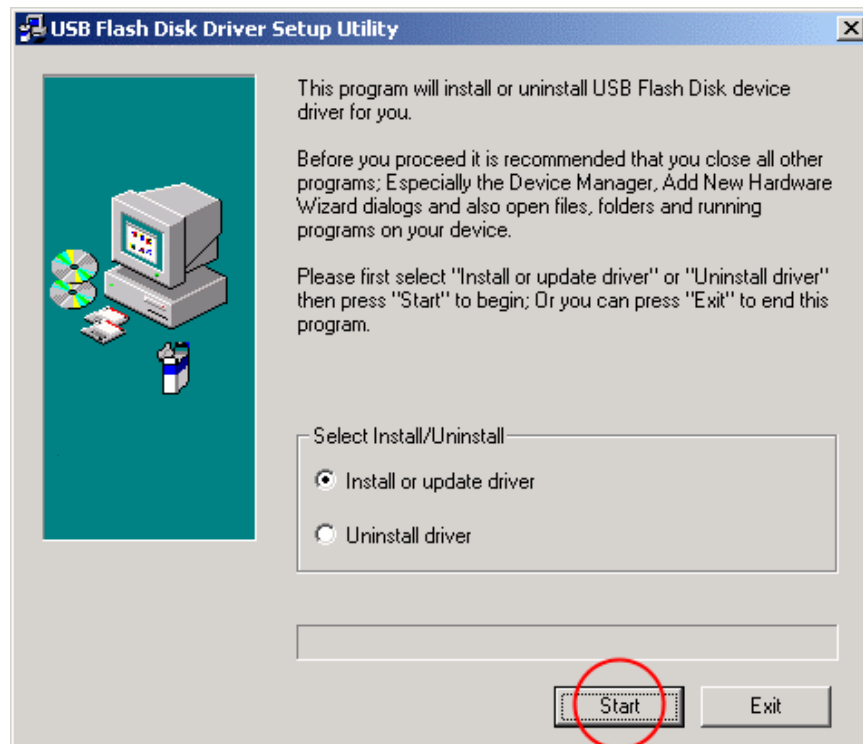 USB Flash Disk Driver Setup Utility
This program will install or uninstall USB Flash Disk device
driver for you.
Before you proceed it is recommended that you close all other
programs; Especially the Device Manager, Add New Hardware
Wizard dialogs and also open files, folders and running
programs on your device.
Please first select "Install or update driver" or "Uninstall driver"
then press "Start" to begin; Or you can press "Exit" to end this
program.
Select Install/Uninstall
Install or update driver
Uninstall driver
Start
Exit